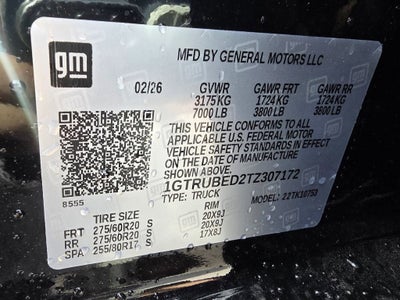 gm
MFD BY GENERAL MOTORS LLC
02/26 GVWR GAWR FRT GAWR RR
3175KG 1724KG 1724KG
7000 LB 3800 LB 3800 LB
THIS VEHICLE CONFORMS TO ALL
APPLICABLE U.S. FEDERAL MOTOR
VEHICLE SAFETY STANDARDS IN
EFFECT ON THE DATE OF
MANUFACTURE SHOWN ABOVE.
1GTRUBED2TZ307172
8555 TYPE: TRUCK MODEL: 22TK10753
TIRE SIZE RIM
FRT 275/60R20 S 20X9J
RR 275/60R20 S 20X9J
SPA 255/80R17 S 17X8J